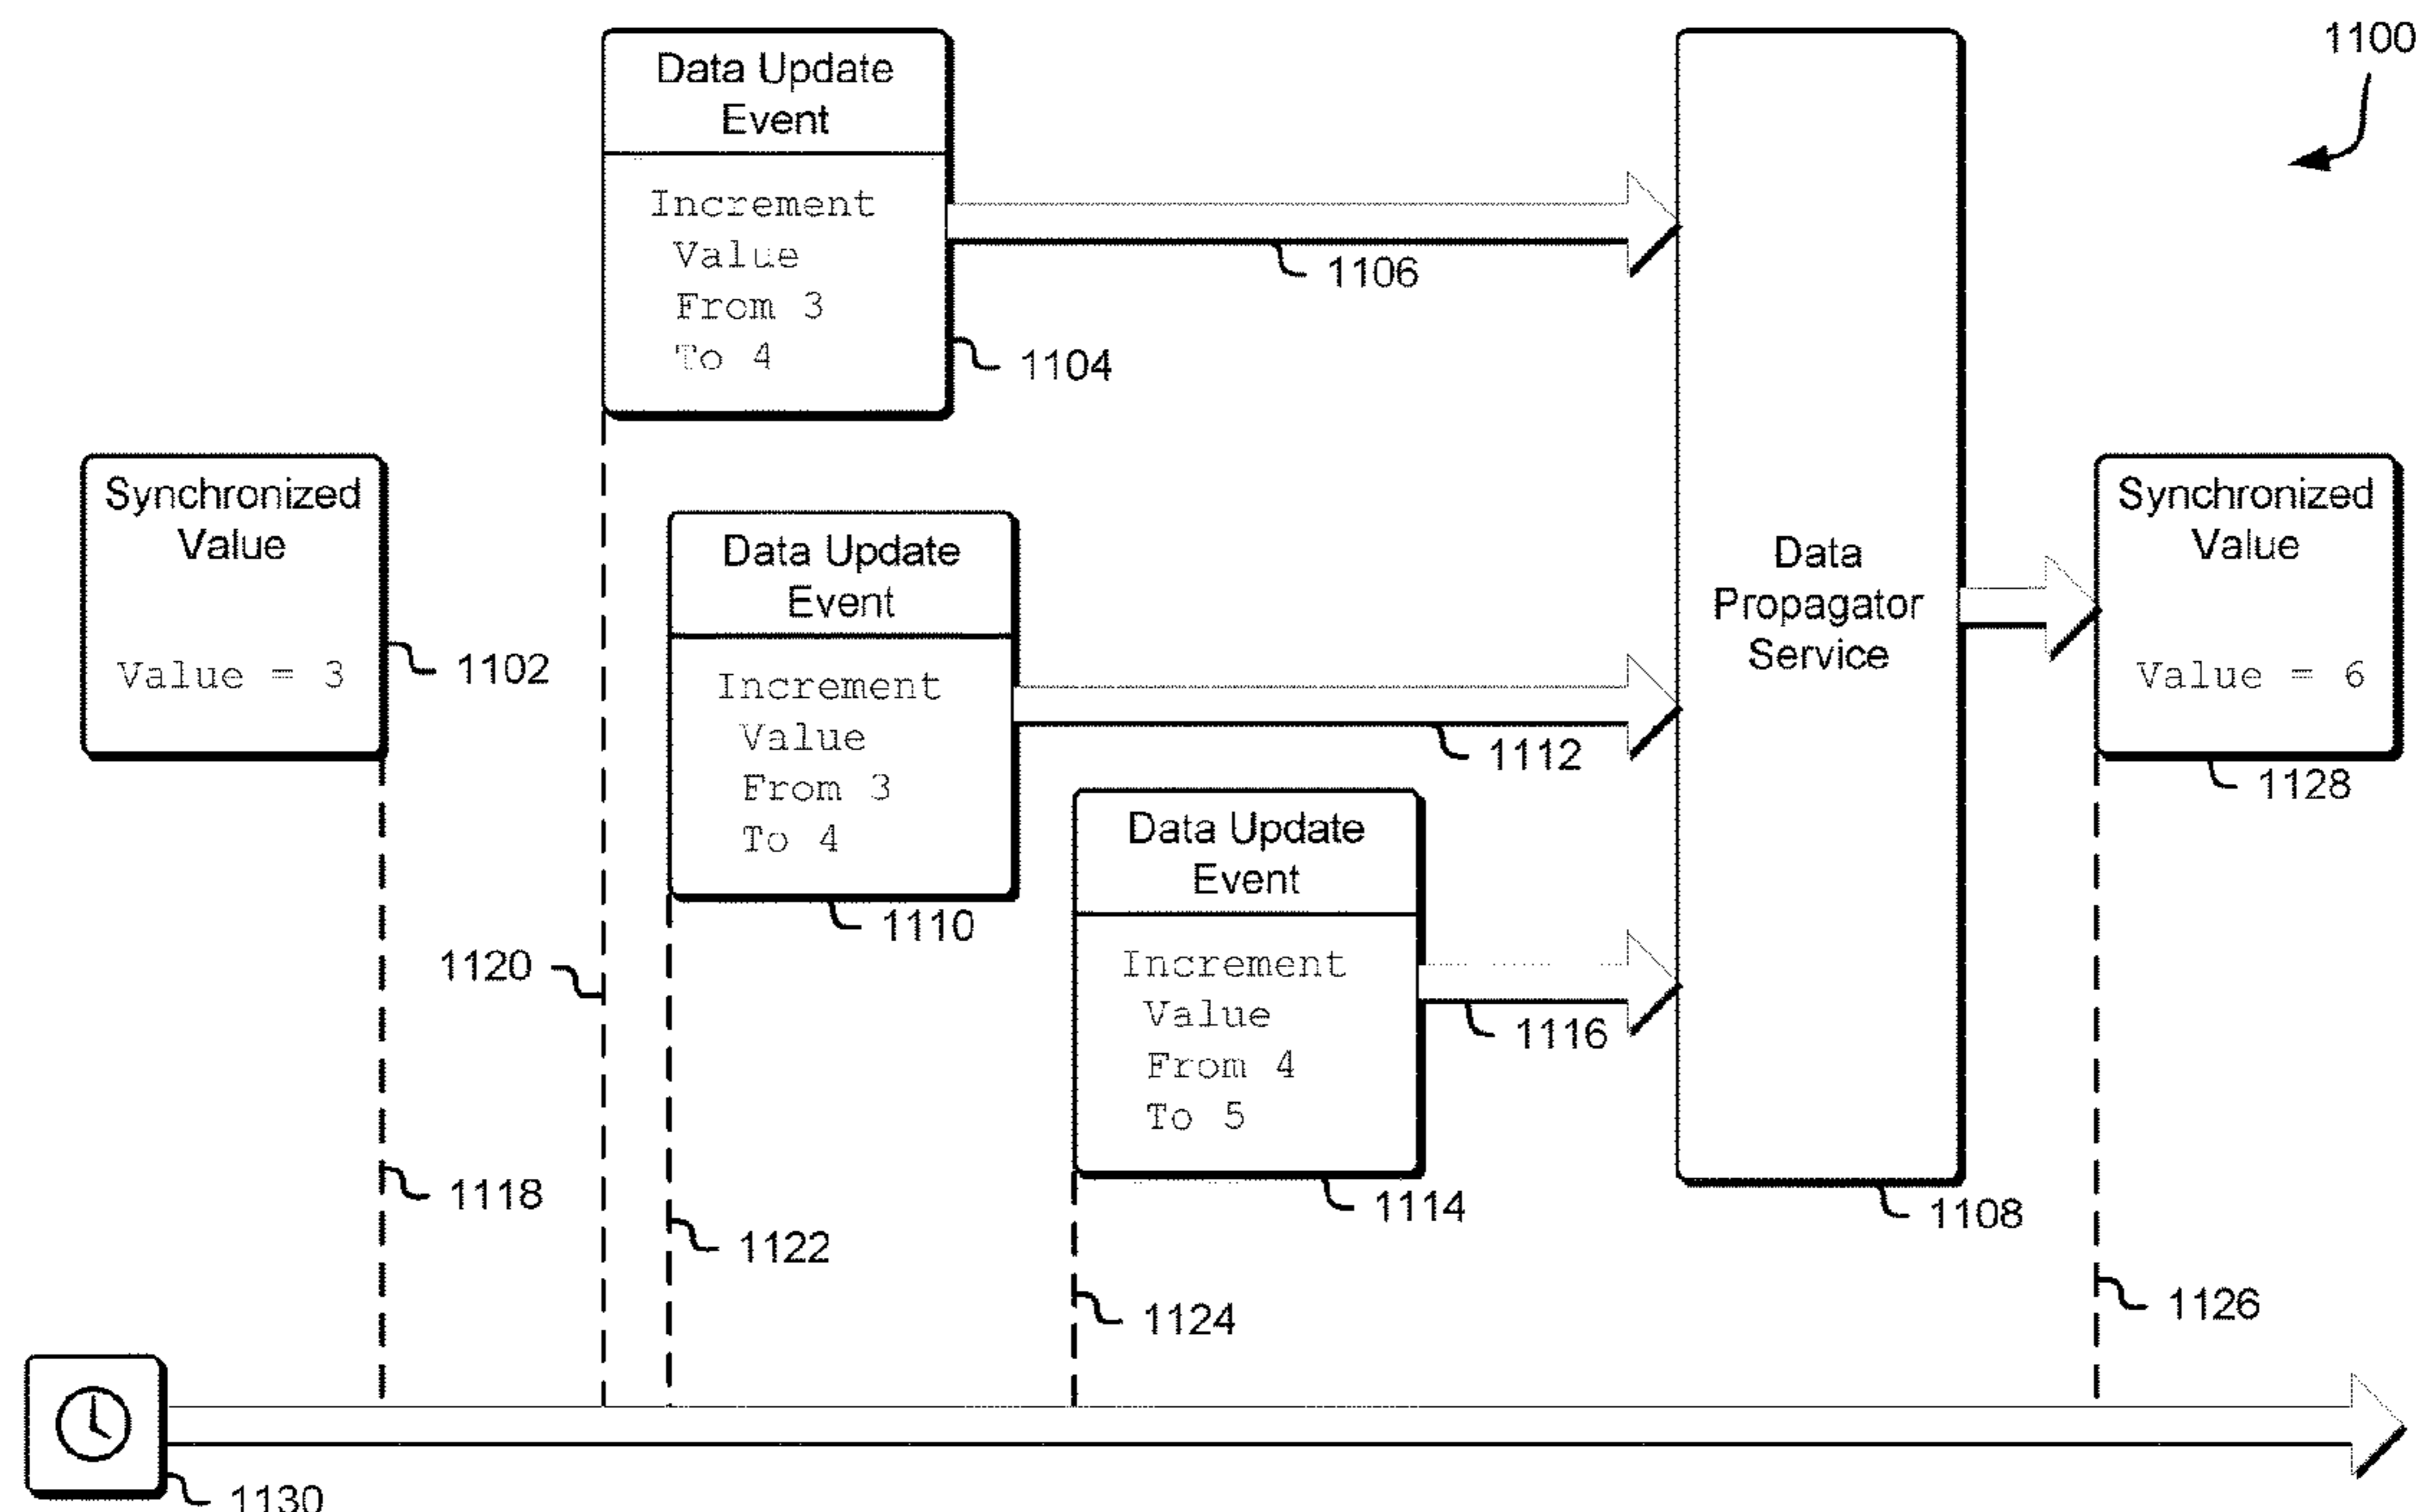 1100
Data Update
Event
Increment
Value
From 3
To 4
1106
1104
Synchronized
Value
Value = 3
1102
Data Update
Event
Increment
Value
From 3
To 4
1112
1110
Data Update
Event
Increment
Value
From 4
To 5
1116
1114
Data
Propagator
Service
1108
Synchronized
Value
Value = 6
1128
1120
1118
1122
1124
1126
1130